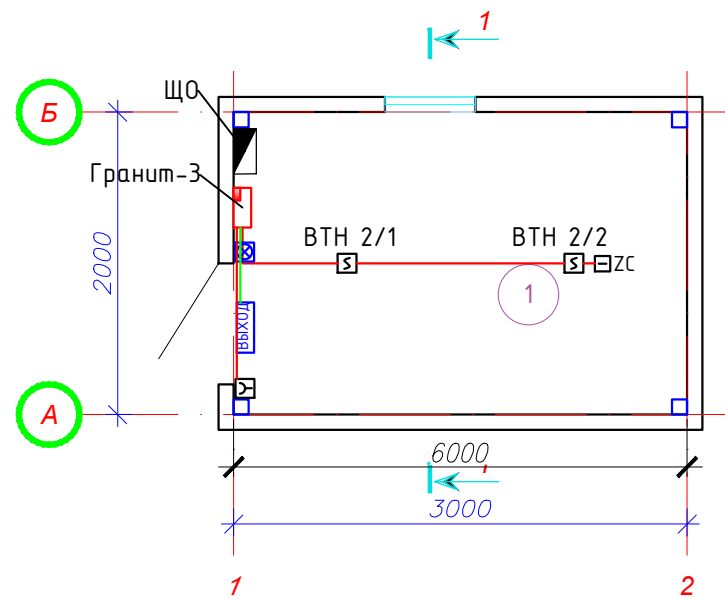 1
ЩО
Б
Гранит-3
ВТН 2/1
ВТН 2/2
ZC
2000
1
ВЫХОД
А
6000
3000
1
2